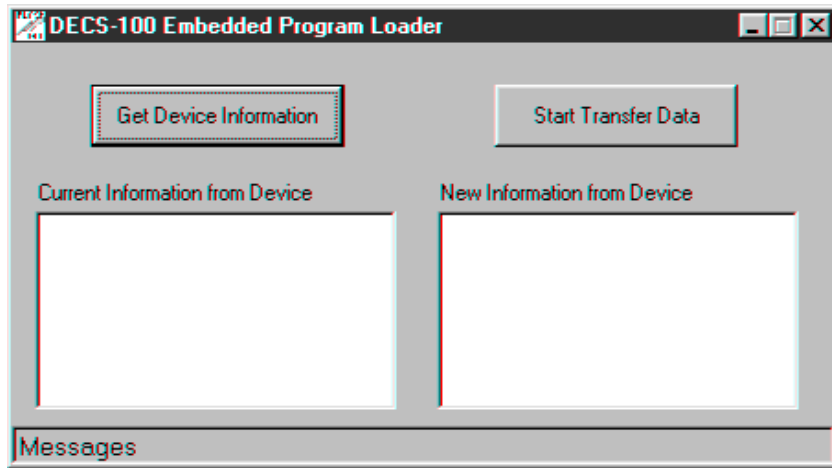 DECS-100 Embedded Program Loader
Get Device Information
Start Transfer Data
Current Information from Device
New Information from Device
Messages